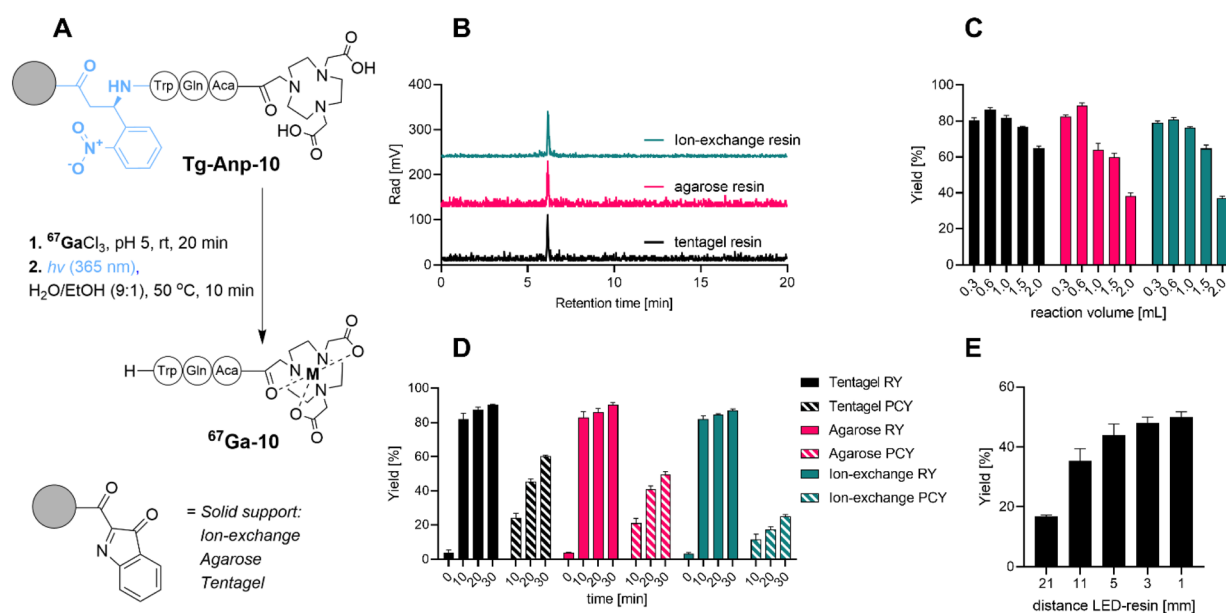 A
O
HN
Trp Gln Aca
O
N
N
N
O
OH
HO
O
O
N+
-O
O
Tg-Anp-10
1. ⁶⁷GaCl₃, pH 5, rt, 20 min
2. hv (365 nm),
H₂O/EtOH (9:1), 50 °C, 10 min
H Trp Gln Aca
O
N
M
N
N
O
O
O
O
⁶⁷Ga-10
O
O
N
= Solid support:
Ion-exchange
Agarose
Tentagel
B
Rad [mV]
400
300
200
100
0
Ion-exchange resin
agarose resin
tentagel resin
0 5 10 15 20
Retention time [min]
C
Yield [%]
100
80
60
40
20
0
0.3 0.6 1.0 1.5 2.0 0.3 0.6 1.0 1.5 2.0 0.3 0.6 1.0 1.5 2.0
reaction volume [mL]
D
Yield [%]
100
80
60
40
20
0
0 10 20 30 10 20 30 0 10 20 30 10 20 30 0 10 20 30 10 20 30
time [min]
Tentagel RY
Tentagel PCY
Agarose RY
Agarose PCY
Ion-exchange RY
Ion-exchange PCY
E
Yield [%]
60
40
20
0
21 11 5 3 1
distance LED-resin [mm]